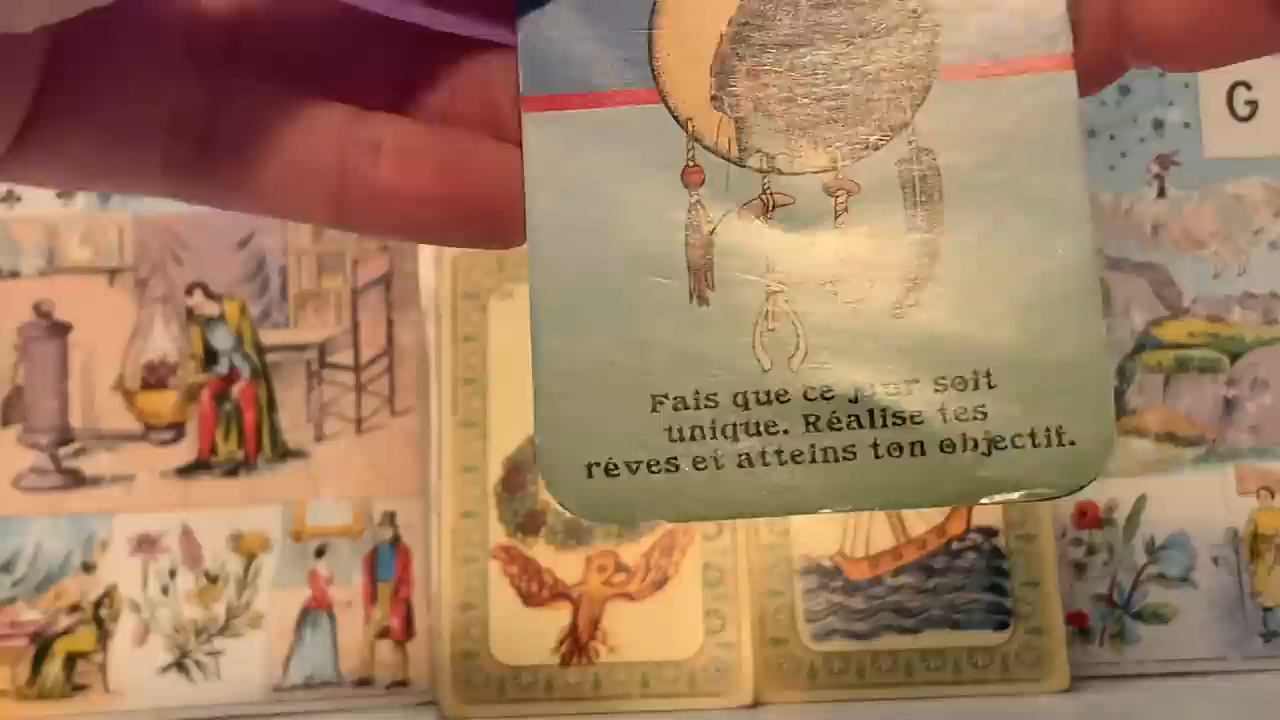 G
Fais que ce jour soit
unique. Réalise tes
rêves et atteins ton objectif.